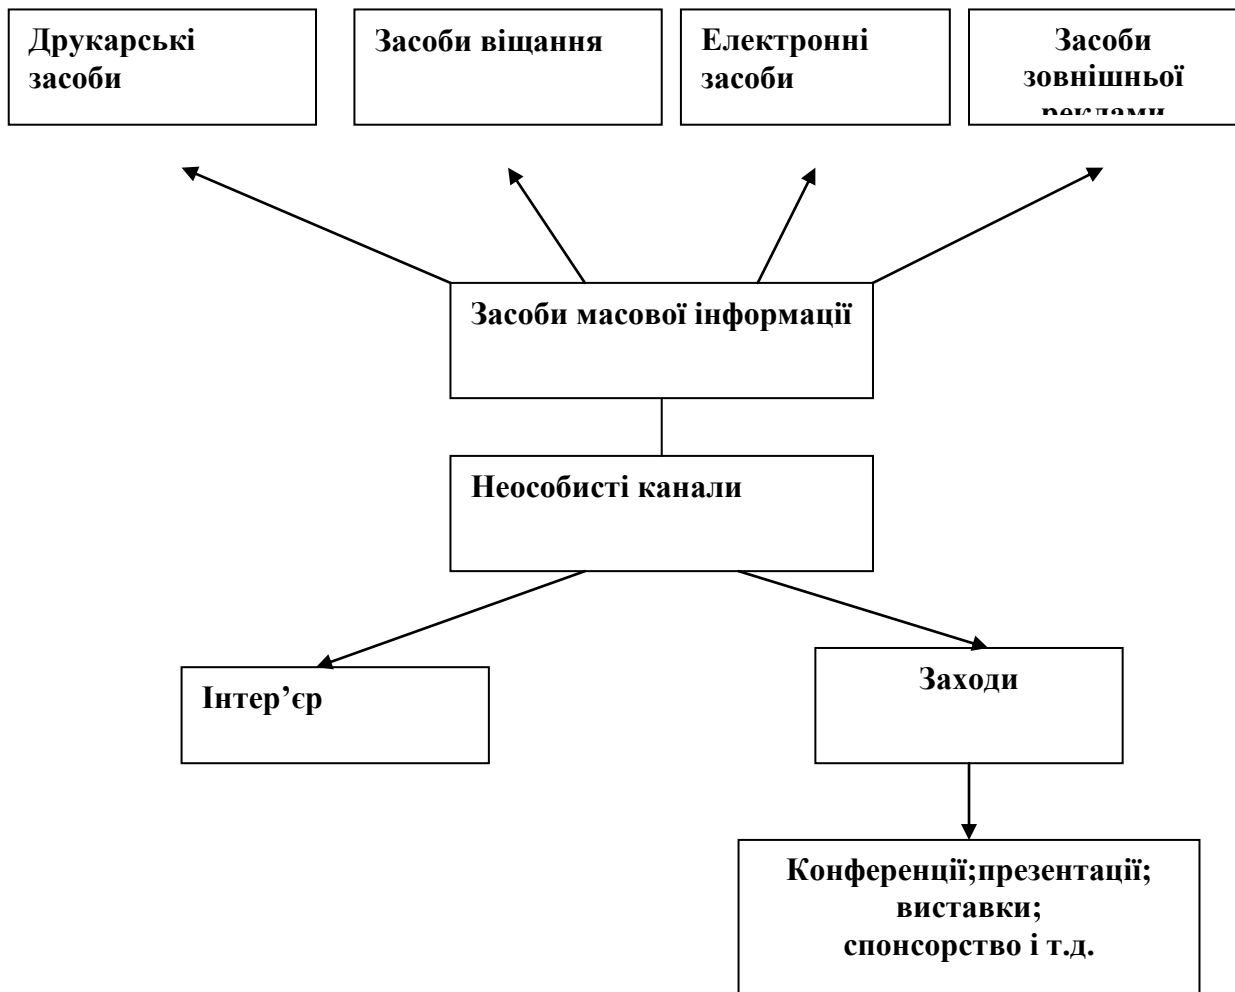 Друкарські
засоби
Засоби віщання
Електронні
засоби
Засоби
зовнішньої
реклами
Засоби масової інформації
Неособисті канали
Інтер’єр
Заходи
Конференції;презентації;
виставки;
спонсорство і т.д.